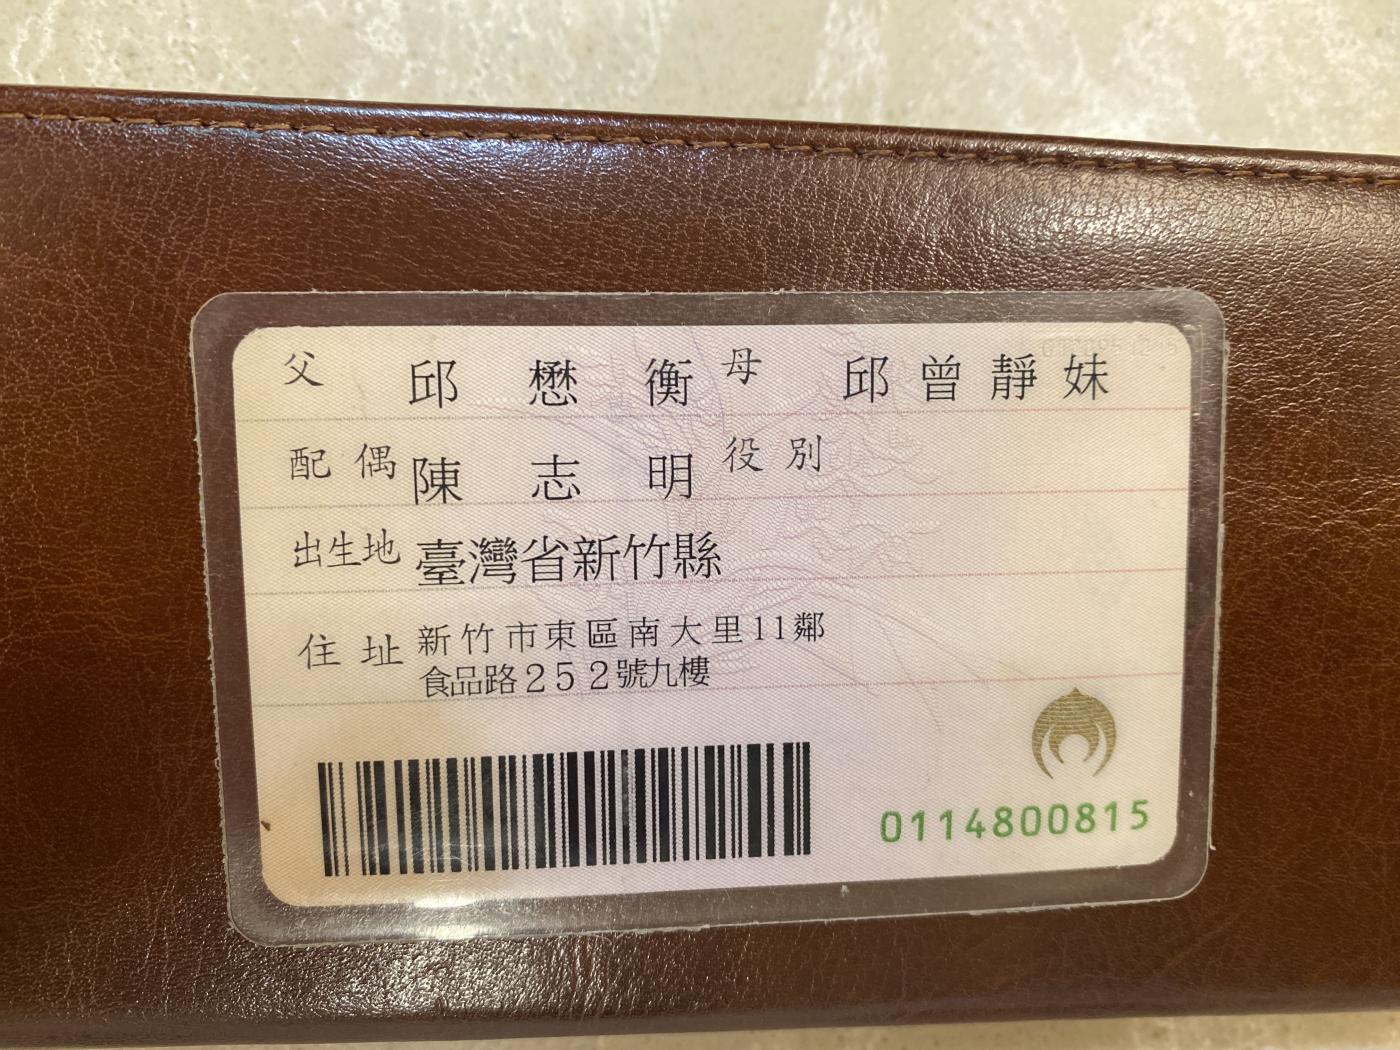 父 邱懋衡 母 邱曾靜妹
配偶 陳志明 役別
出生地 臺灣省新竹縣
住址 新竹市東區南大里11鄰
食品路252號九樓
0114800815